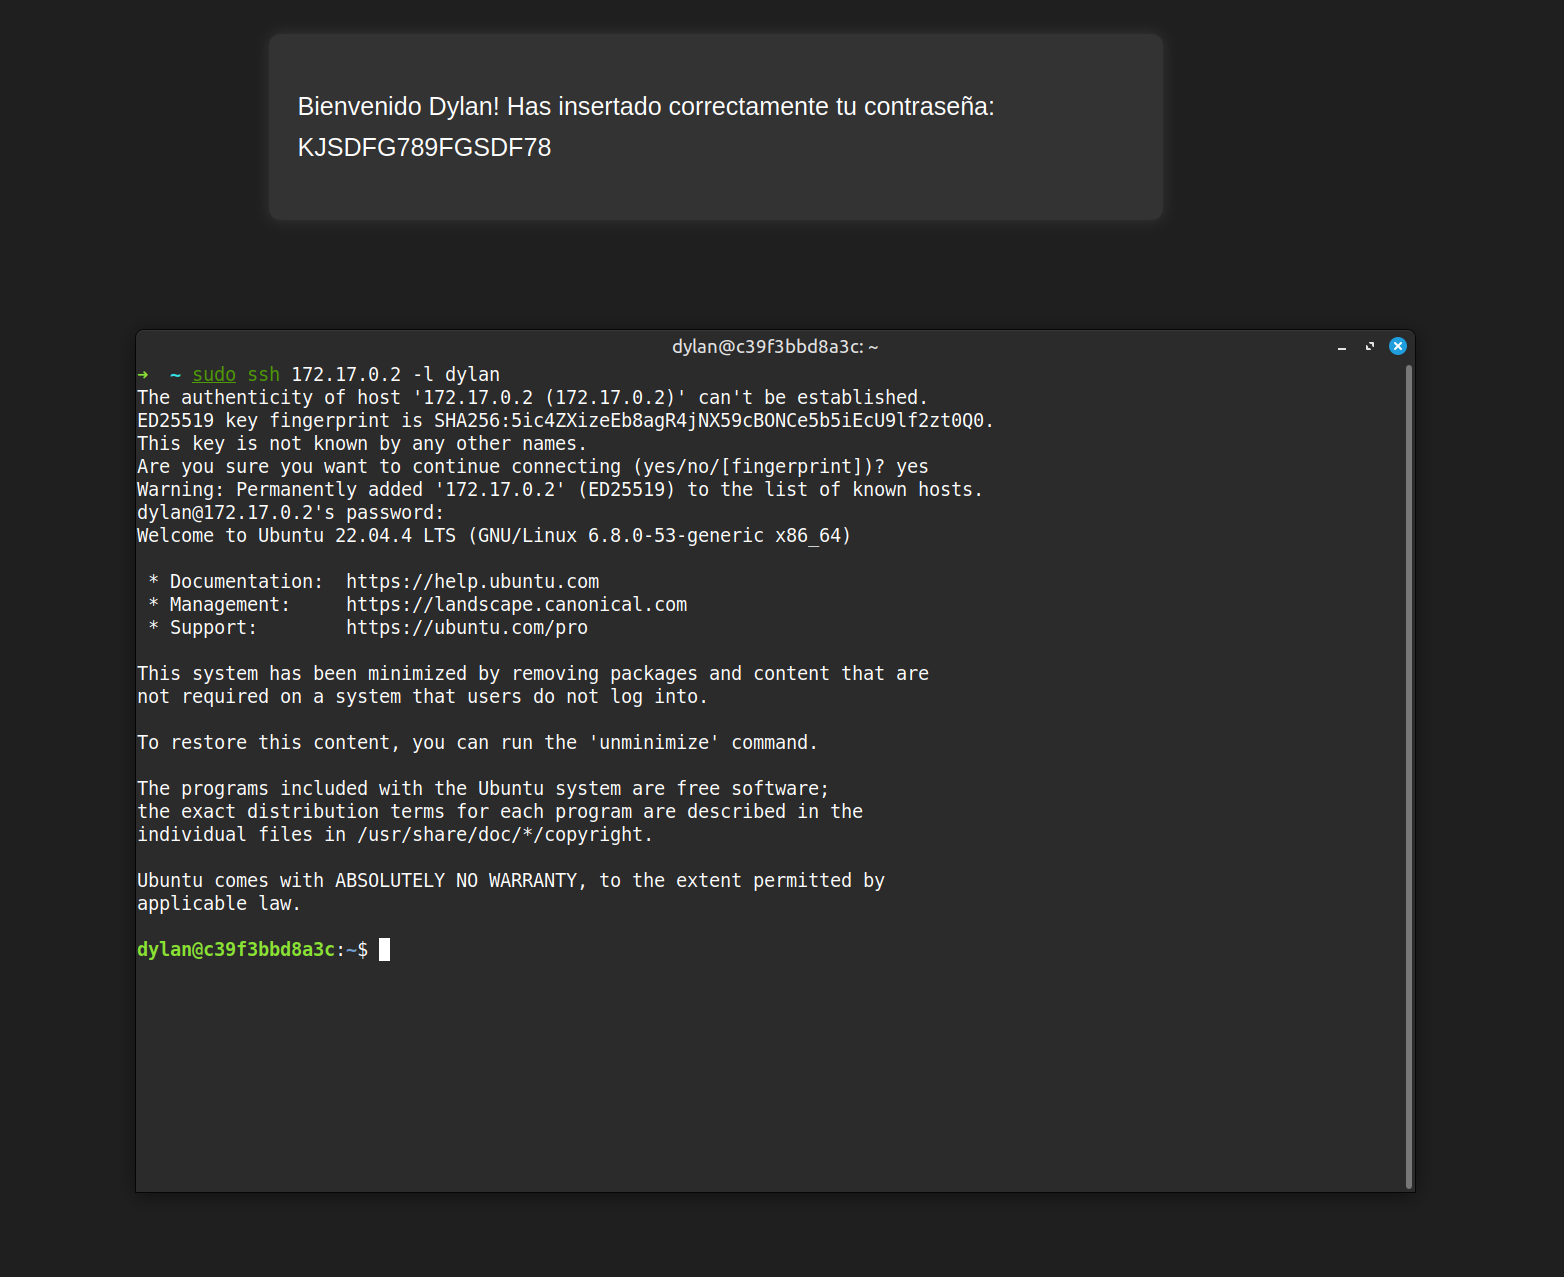 Bienvenido Dylan! Has insertado correctamente tu contraseña:
KJSDFG789FGSDF78
dylan@c39f3bbd8a3c: ~
➜  ~ sudo ssh 172.17.0.2 -l dylan
The authenticity of host '172.17.0.2 (172.17.0.2)' can't be established.
ED25519 key fingerprint is SHA256:5ic4ZXizeEb8agR4jNX59cBONCe5b5iEcU9lf2zt0Q0.
This key is not known by any other names.
Are you sure you want to continue connecting (yes/no/[fingerprint])? yes
Warning: Permanently added '172.17.0.2' (ED25519) to the list of known hosts.
dylan@172.17.0.2's password:
Welcome to Ubuntu 22.04.4 LTS (GNU/Linux 6.8.0-53-generic x86_64)
 * Documentation:  https://help.ubuntu.com
 * Management:     https://landscape.canonical.com
 * Support:        https://ubuntu.com/pro
This system has been minimized by removing packages and content that are
not required on a system that users do not log into.
To restore this content, you can run the 'unminimize' command.
The programs included with the Ubuntu system are free software;
the exact distribution terms for each program are described in the
individual files in /usr/share/doc/*/copyright.
Ubuntu comes with ABSOLUTELY NO WARRANTY, to the extent permitted by
applicable law.
dylan@c39f3bbd8a3c:~$